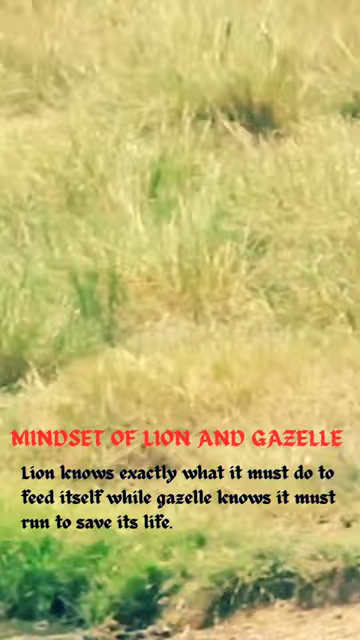 MINDSET OF LION AND GAZELLE
Lion knows exactly what it must do to
feed itself while gazelle knows it must
run to save its life.